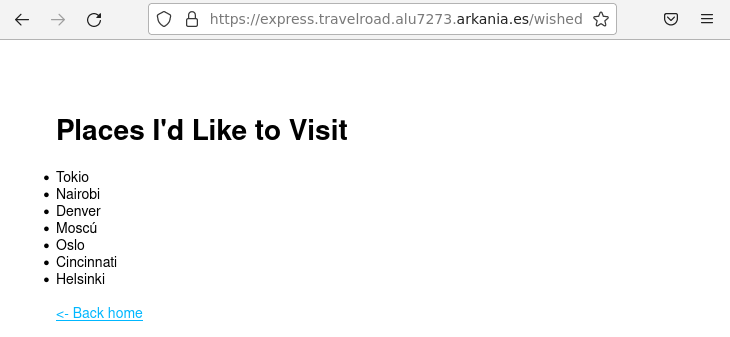 https://express.travelroad.alu7273.arkania.es/wished
Places I'd Like to Visit
Tokio
Nairobi
Denver
Moscú
Oslo
Cincinnati
Helsinki
<- Back home